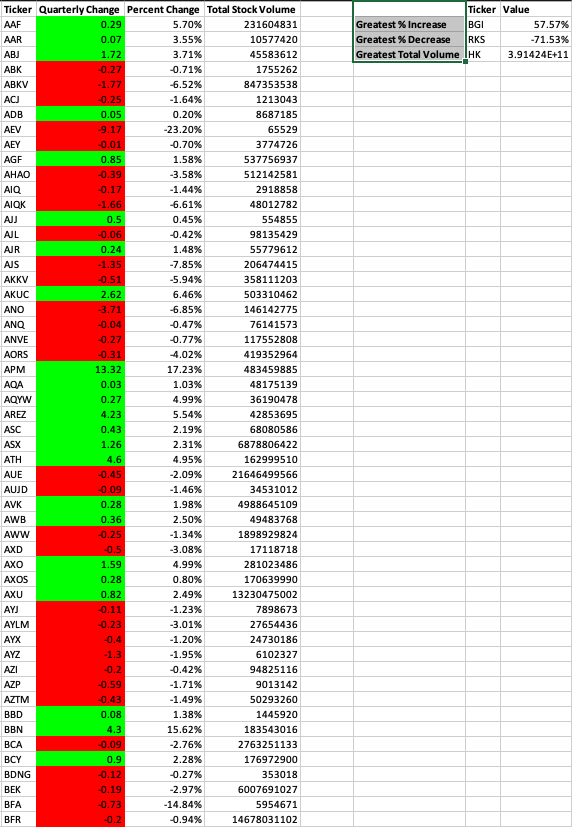 Ticker Quarterly Change Percent Change Total Stock Volume Ticker Value
AAF 0.29 5.70% 231604831 Greatest % Increase BGI 57.57%
AAR 0.07 3.55% 10577420 Greatest % Decrease RKS -71.53%
ABJ 1.72 3.71% 45583612 Greatest Total Volume HK 3.91424E+11
ABK -0.27 -0.71% 1755262
ABKV -1.77 -6.52% 847353538
ACJ -0.25 -1.64% 1213043
ADB 0.05 0.20% 8687185
AEV -9.17 -23.20% 65529
AEY -0.01 -0.70% 3774726
AGF 0.85 1.58% 537756937
AHAO -0.39 -3.58% 512142581
AIQ -0.17 -1.44% 2918858
AIQK -1.66 -6.61% 48012782
AJJ 0.5 0.45% 554855
AJL -0.06 -0.42% 98135429
AJR 0.24 1.48% 55779612
AJS -1.35 -7.85% 206474415
AKKV -0.51 -5.94% 358111203
AKUC 2.62 6.46% 503310462
ANO -3.71 -6.85% 146142775
ANQ -0.04 -0.47% 76141573
ANVE -0.27 -0.77% 117552808
AORS -0.31 -4.02% 419352964
APM 13.32 17.23% 483459885
AQA 0.03 1.03% 48175139
AQYW 0.27 4.99% 36190478
AREZ 4.23 5.54% 42853695
ASC 0.43 2.19% 68080586
ASX 1.26 2.31% 6878806422
ATH 4.6 4.95% 162999510
AUE -0.45 -2.09% 21646499566
AUJD -0.09 -1.46% 34531012
AVK 0.28 1.98% 4988645109
AWB 0.36 2.50% 49483768
AWW -0.25 -1.34% 1898929824
AXD -0.5 -3.08% 17118718
AXO 1.59 4.99% 281023486
AXOS 0.28 0.80% 170639990
AXU 0.82 2.49% 13230475002
AYJ -0.11 -1.23% 7898673
AYLM -0.23 -3.01% 27654436
AYX -0.4 -1.20% 24730186
AYZ -1.3 -1.95% 6102327
AZI -0.2 -0.42% 94825116
AZP -0.59 -1.71% 9013142
AZTM -0.43 -1.49% 50293260
BBD 0.08 1.38% 1445920
BBN 4.3 15.62% 183543016
BCA -0.09 -2.76% 2763251133
BCY 0.9 2.28% 176972900
BDNG -0.12 -0.27% 353018
BEK -0.19 -2.97% 6007691027
BFA -0.73 -14.84% 5954671
BFR -0.2 -0.94% 14678031102